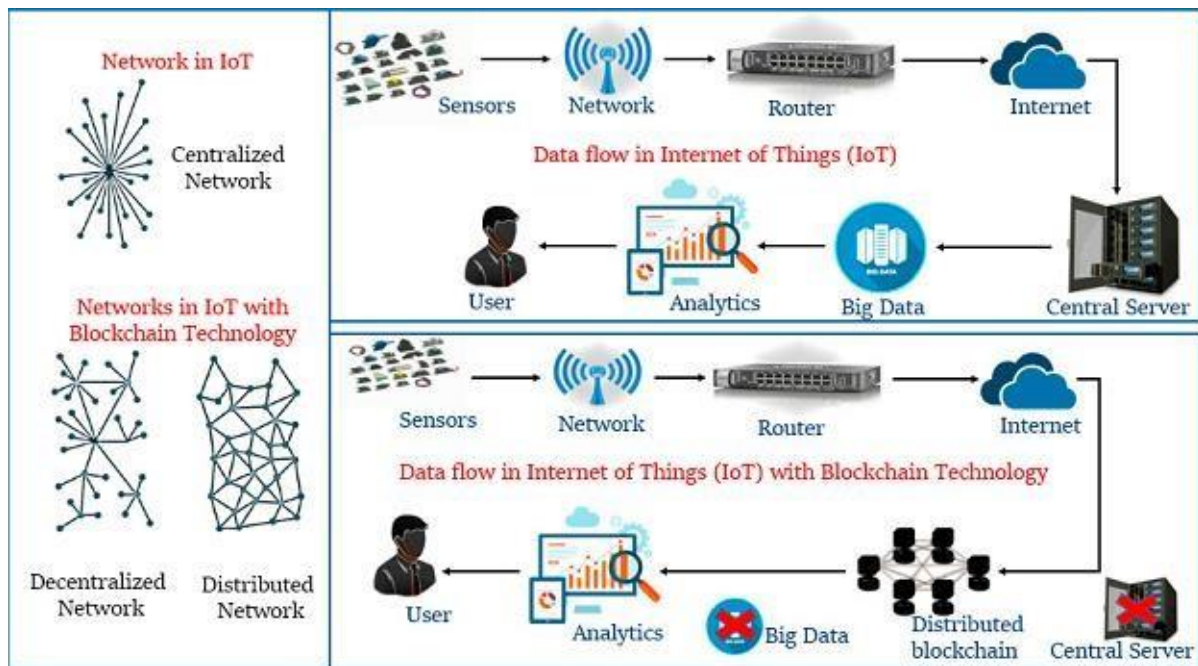 Network in IoT
Centralized
Network
Networks in IoT with
Blockchain Technology
Decentralized
Network
Distributed
Network
Sensors
Network
Router
Internet
Data flow in Internet of Things (IoT)
User
Analytics
BIG DATA
Big Data
Central Server
Sensors
Network
Router
Internet
Data flow in Internet of Things (IoT) with Blockchain Technology
User
Analytics
Big Data
Distributed
blockchain
Central Server